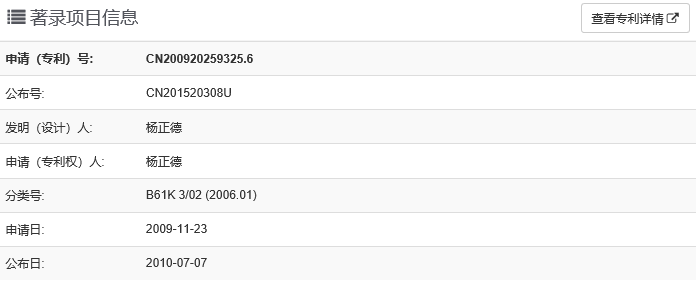 著录项目信息
查看专利详情
申请（专利）号: CN200920259325.6
公布号: CN201520308U
发明（设计）人: 杨正德
申请（专利权）人: 杨正德
分类号: B61K 3/02 (2006.01)
申请日: 2009-11-23
公布日: 2010-07-07